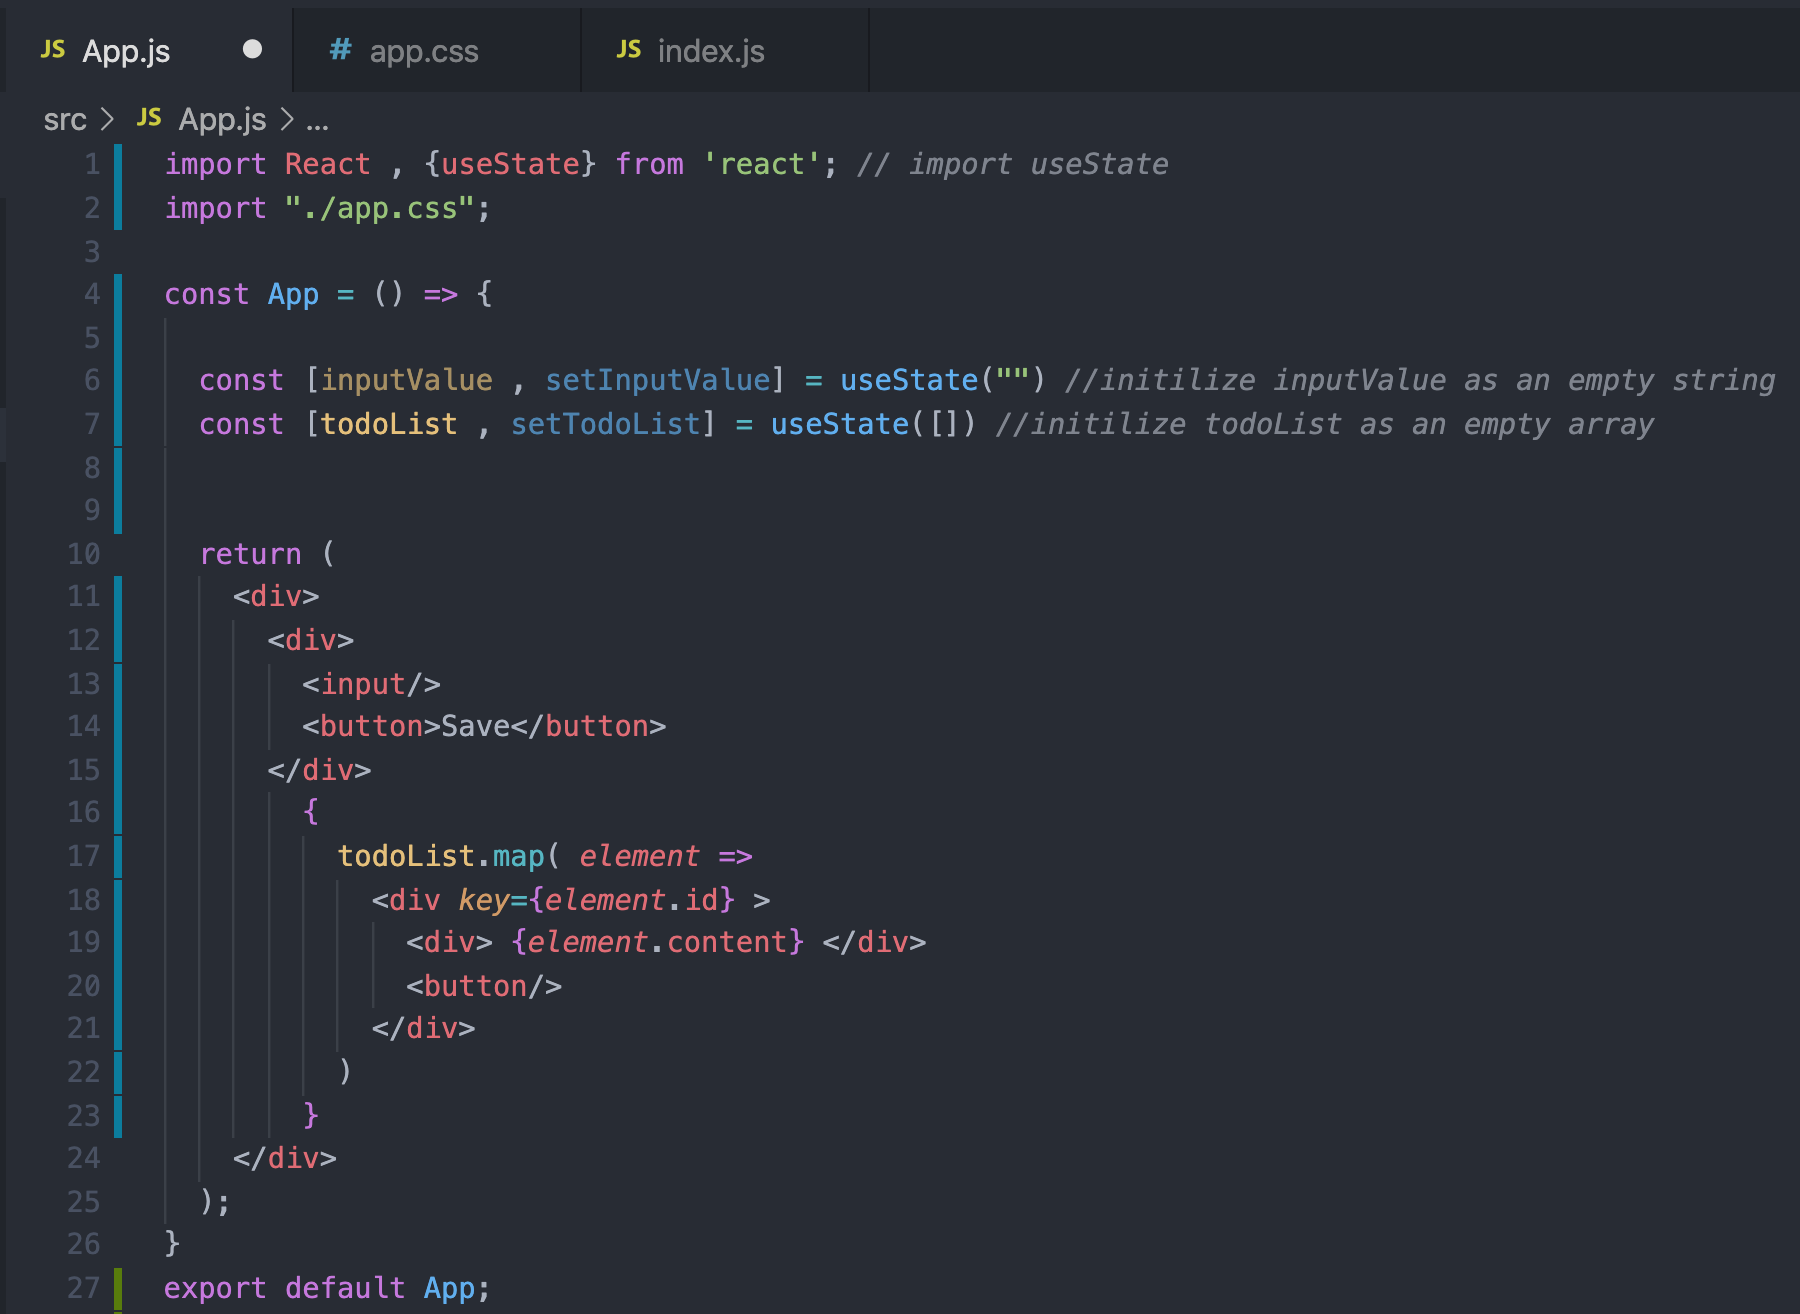 JS App.js ● # app.css JS index.js
src > JS App.js > ...
1 import React , {useState} from 'react'; // import useState
2 import "./app.css";
3
4 const App = () => {
5
6 const [inputValue , setInputValue] = useState("") //initilize inputValue as an empty string
7 const [todoList , setTodoList] = useState([]) //initilize todoList as an empty array
8
9
10 return (
11 <div>
12 <div>
13 <input/>
14 <button>Save</button>
15 </div>
16 {
17 todoList.map( element =>
18 <div key={element.id} >
19 <div> {element.content} </div>
20 <button/>
21 </div>
22 )
23 }
24 </div>
25 );
26 }
27 export default App;